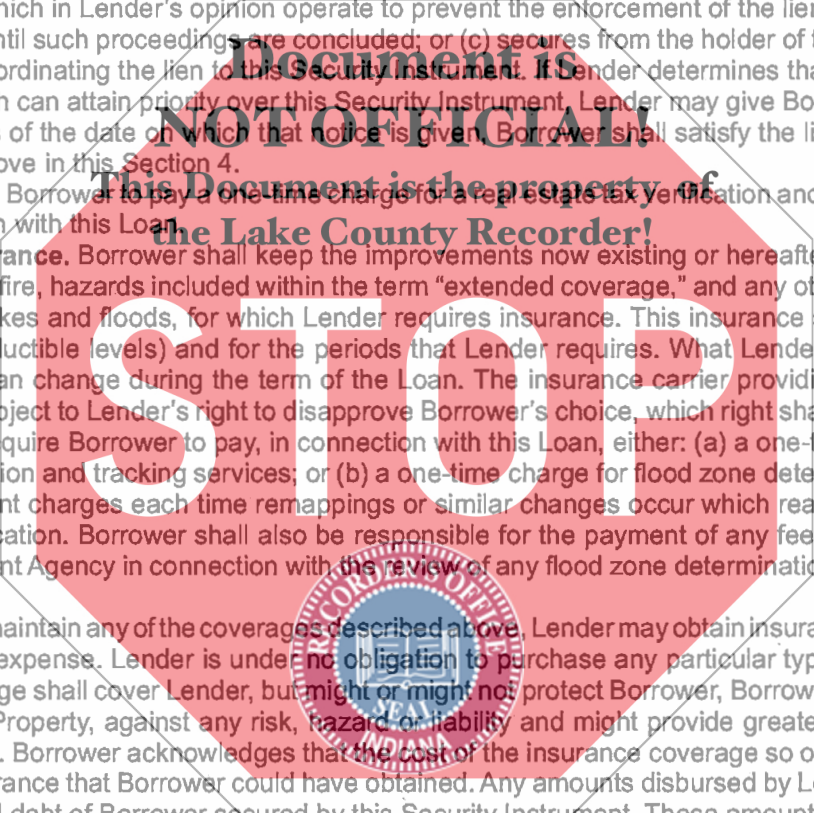 hich in Lender's opinion operate to prevent the enforcement of the lien
ntil such proceedings are concluded; or (c) secures from the holder of t
ordinating the lien to this Security Instrument. If Lender determines tha
n can attain priority over this Security Instrument, Lender may give Bo
s of the date on which that notice is given, Borrower shall satisfy the li
ove in this Section 4.
Borrower to pay a one-time charge for a real estate tax verification and
n with this Loan.
Document is
NOT OFFICIAL!
This Document is the property of
the Lake County Recorder!
rance. Borrower shall keep the improvements now existing or hereafte
fire, hazards included within the term “extended coverage,” and any ot
kes and floods, for which Lender requires insurance. This insurance
luctible levels) and for the periods that Lender requires. What Lende
an change during the term of the Loan. The insurance carrier providi
bject to Lender's right to disapprove Borrower's choice, which right sha
quire Borrower to pay, in connection with this Loan, either: (a) a one-t
ion and tracking services; or (b) a one-time charge for flood zone dete
nt charges each time remappings or similar changes occur which rea
cation. Borrower shall also be responsible for the payment of any fee
nt Agency in connection with the review of any flood zone determinatio
STOP
aintain any of the coverages described above, Lender may obtain insura
expense. Lender is under no obligation to purchase any particular typ
ge shall cover Lender, but might or might not protect Borrower, Borrow
Property, against any risk, hazard or liability and might provide greate
. Borrower acknowledges that the cost of the insurance coverage so o
rance that Borrower could have obtained. Any amounts disbursed by L
l debt of Borrower secured by this Security Instrument. These amount
RECORDER'S OFFICE
SEAL
INDIANA